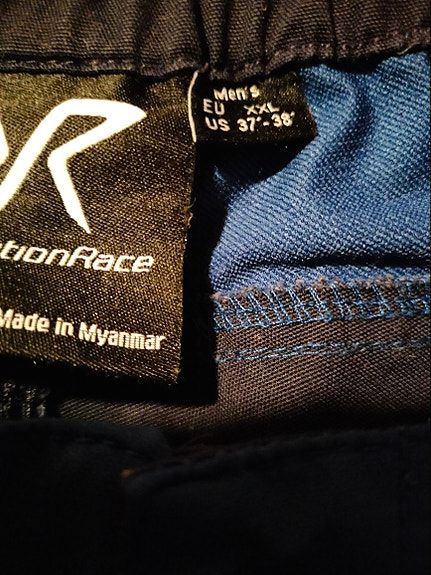 R
tionRace
Made in Myanmar
Men's
EU XXL
US 37"-38"